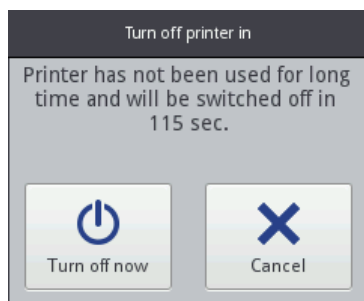 Turn off printer in
Printer has not been used for long
time and will be switched off in
115 sec.
Turn off now
Cancel